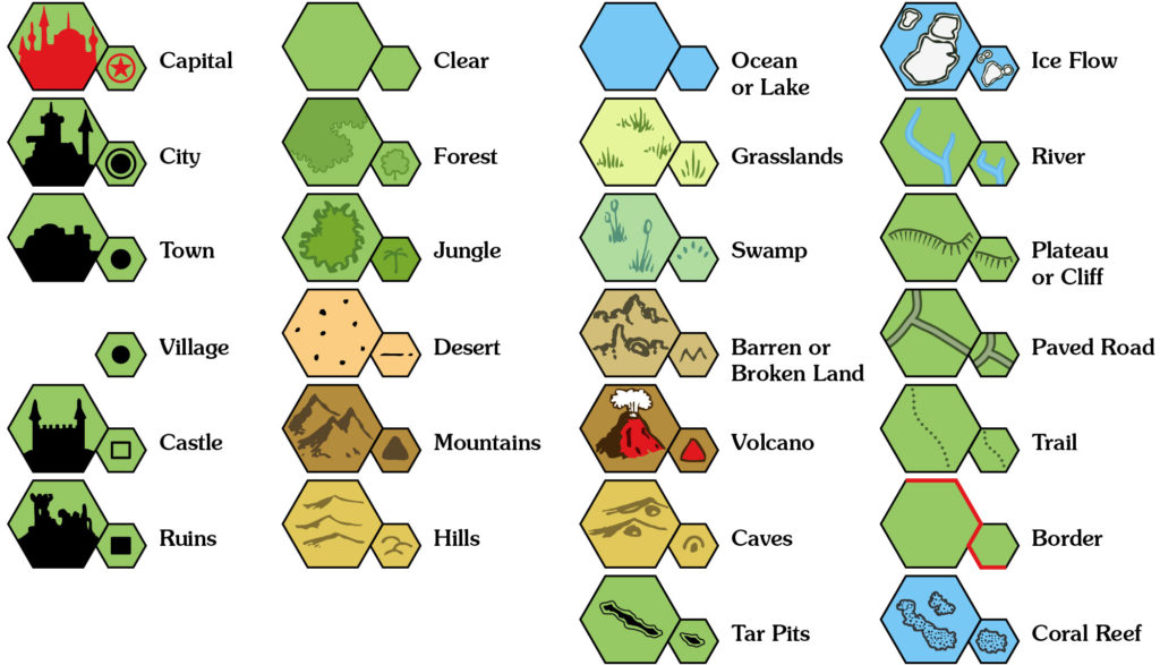 Capital
City
Town
Village
Castle
Ruins
Clear
Forest
Jungle
Desert
Mountains
Hills
Ocean
or Lake
Grasslands
Swamp
Barren or
Broken Land
Volcano
Caves
Tar Pits
Ice Flow
River
Plateau
or Cliff
Paved Road
Trail
Border
Coral Reef